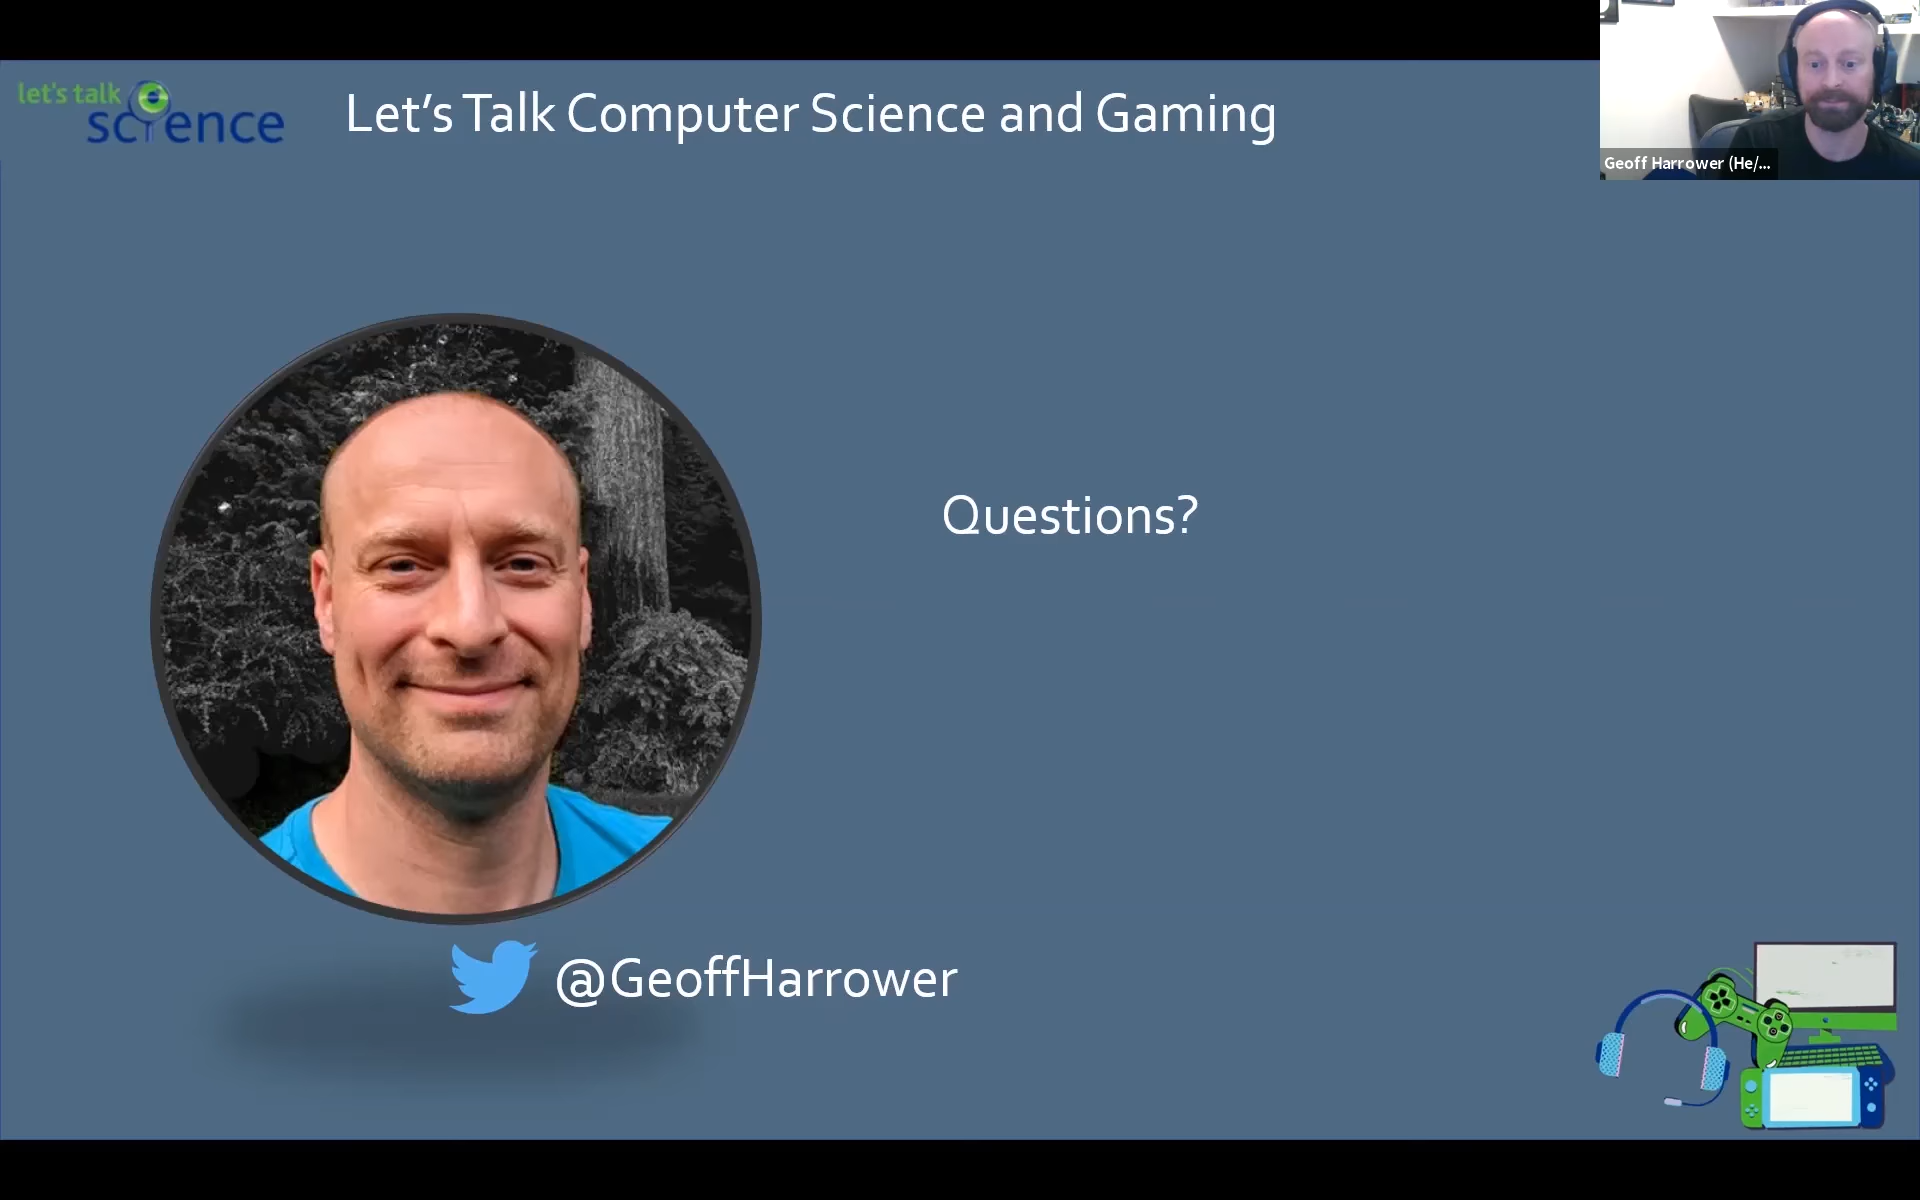 let's talk
science
Let's Talk Computer Science and Gaming
Geoff Harrower (He/...
Questions?
@GeoffHarrower